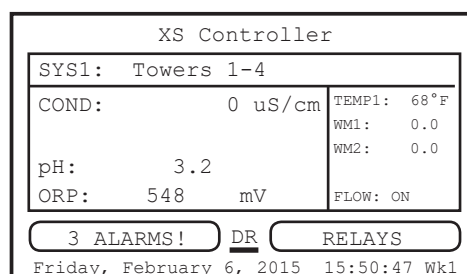 XS Controller
SYS1: Towers 1-4
COND: 0 uS/cm
TEMP1: 68°F
WM1: 0.0
WM2: 0.0
pH: 3.2
ORP: 548 mV
FLOW: ON
3 ALARMS! DR RELAYS
Friday, February 6, 2015 15:50:47 Wk1